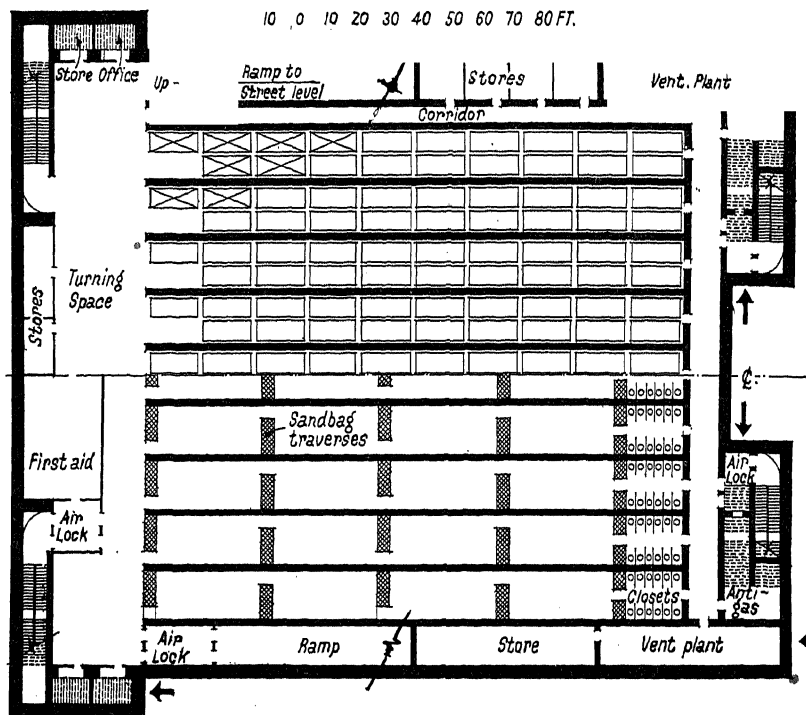 10 0 10 20 30 40 50 60 70 80 FT.
Store Office
Up -
Ramp to
Street level
Stores
Vent. Plant
Corridor
Turning
Space
Stores
℄
Sandbag
traverses
First aid
Air
Lock
Air
Lock
Closets
Anti-
gas
Air
Lock
Ramp
Store
Vent plant